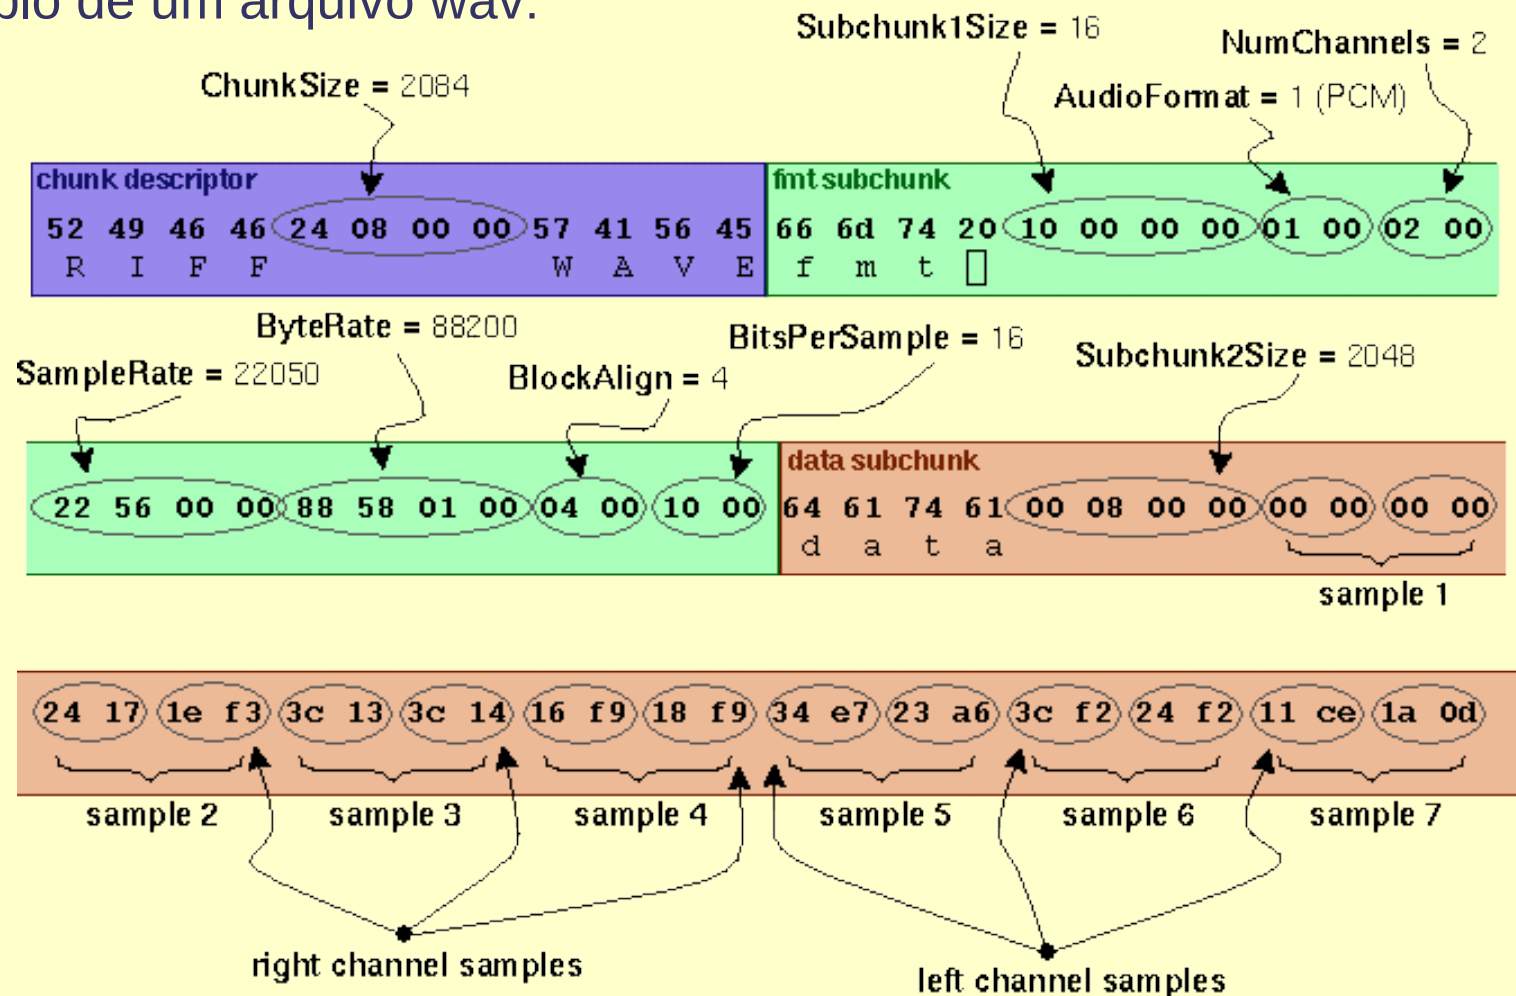 de um arquivo wav:
Subchunk1Size = 16
NumChannels = 2
ChunkSize = 2084
AudioFormat = 1 (PCM)
chunk descriptor
fmt subchunk
52 49 46 46 24 08 00 00 57 41 56 45 66 6d 74 20 10 00 00 00 01 00 02 00
R I F F W A V E f m t
ByteRate = 88200
BitsPerSample = 16
Subchunk2Size = 2048
SampleRate = 22050
BlockAlign = 4
data subchunk
22 56 00 00 88 58 01 00 04 00 10 00 64 61 74 61 00 08 00 00 00 00 00 00
d a t a
sample 1
24 17 1e f3 3c 13 3c 14 16 f9 18 f9 34 e7 23 a6 3c f2 24 f2 11 ce 1a 0d
sample 2 sample 3 sample 4 sample 5 sample 6 sample 7
right channel samples
left channel samples